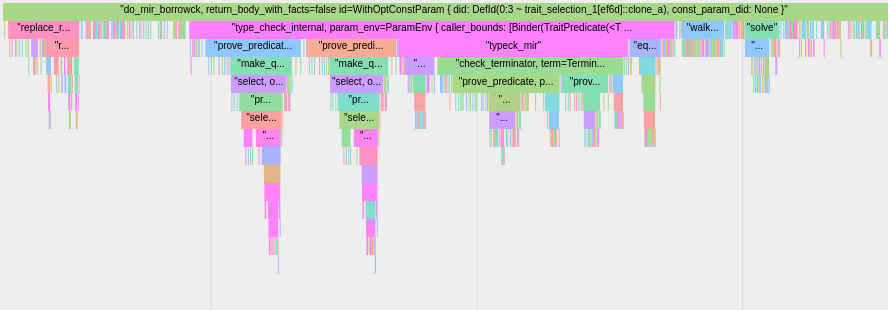 "do_mir_borrowck, return_body_with_facts=false id=WithOptConstParam { did: DefId(0:3 ~ trait_selection_1[ef6d]::clone_a), const_param_did: None }"
"replace_r... "type_check_internal, param_env=ParamEnv { caller_bounds: [Binder(TraitPredicate(<T ... "walk... "solve"
"r... "prove_predicat... "prove_predi... "typeck_mir" "eq... "...
"make_q... "make_q... "... "check_terminator, term=Termin...
"select, o... "select, o... "prove_predicate, p... "prov...
"pr... "pr... "...
"sele... "sele... "...
"... "...